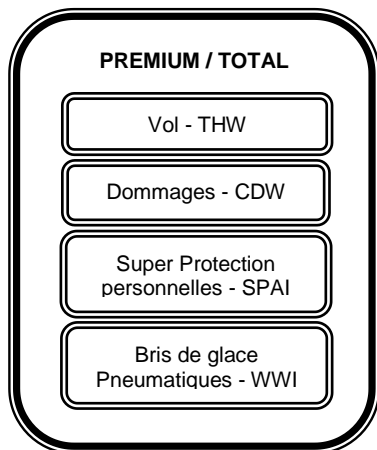 PREMIUM / TOTAL
Vol - THW
Dommages - CDW
Super Protection
personnelles - SPAI
Bris de glace
Pneumatiques - WWI